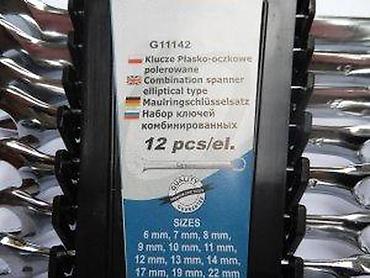 G11142
Klucze Płasko-oczkowe
polerowane
Combination spanner
elliptical type
Maulringschlüsselsatz
Набор ключей
комбинированных
12 pcs/el.
QUALITY
SIZES
6 mm, 7 mm, 8 mm,
9 mm, 10 mm, 11 mm,
12 mm, 13 mm, 14 mm,
17 mm, 19 mm, 22 mm